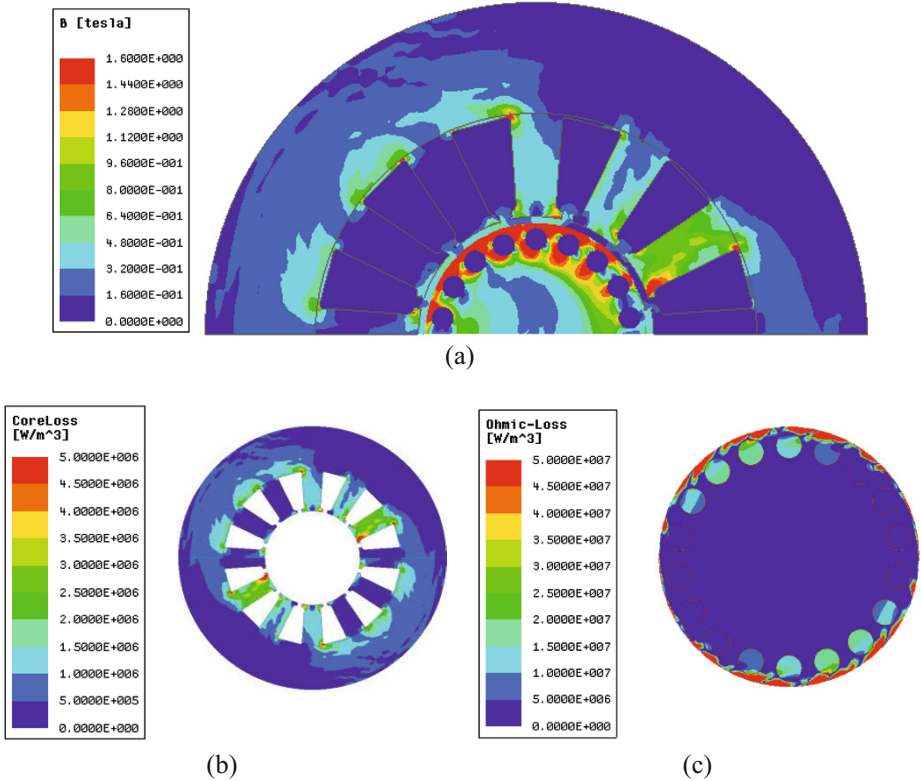 B [tesla]
1.6000E+000
1.4400E+000
1.2800E+000
1.1200E+000
9.6000E-001
8.0000E-001
6.4000E-001
4.8000E-001
3.2000E-001
1.6000E-001
0.0000E+000
(a)
CoreLoss
[W/m^3]
5.0000E+006
4.5000E+006
4.0000E+006
3.5000E+006
3.0000E+006
2.5000E+006
2.0000E+006
1.5000E+006
1.0000E+006
5.0000E+005
0.0000E+000
(b)
Ohmic-Loss
[W/m^3]
5.0000E+007
4.5000E+007
4.0000E+007
3.5000E+007
3.0000E+007
2.5000E+007
2.0000E+007
1.5000E+007
1.0000E+007
5.0000E+006
0.0000E+000
(c)